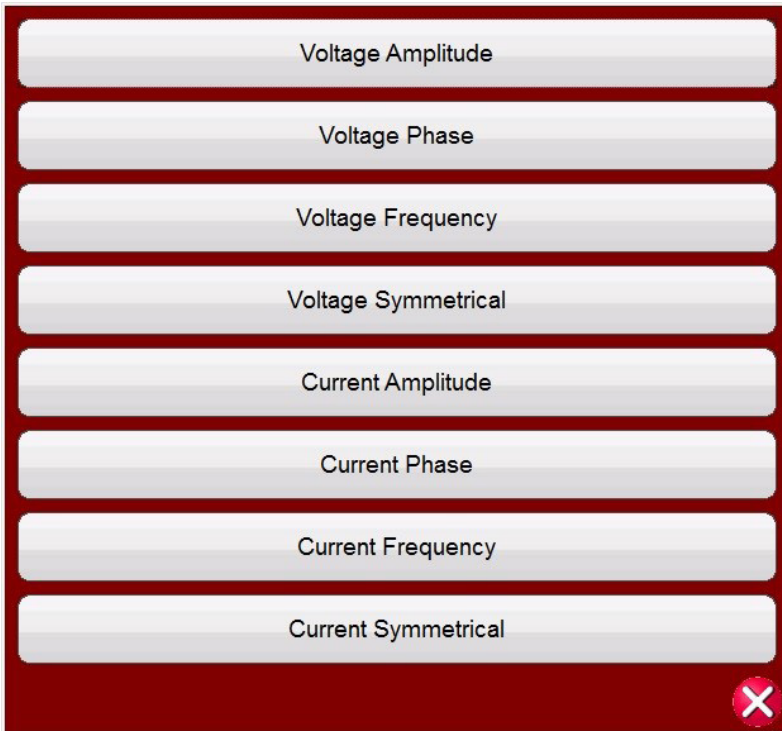 Voltage Amplitude
Voltage Phase
Voltage Frequency
Voltage Symmetrical
Current Amplitude
Current Phase
Current Frequency
Current Symmetrical